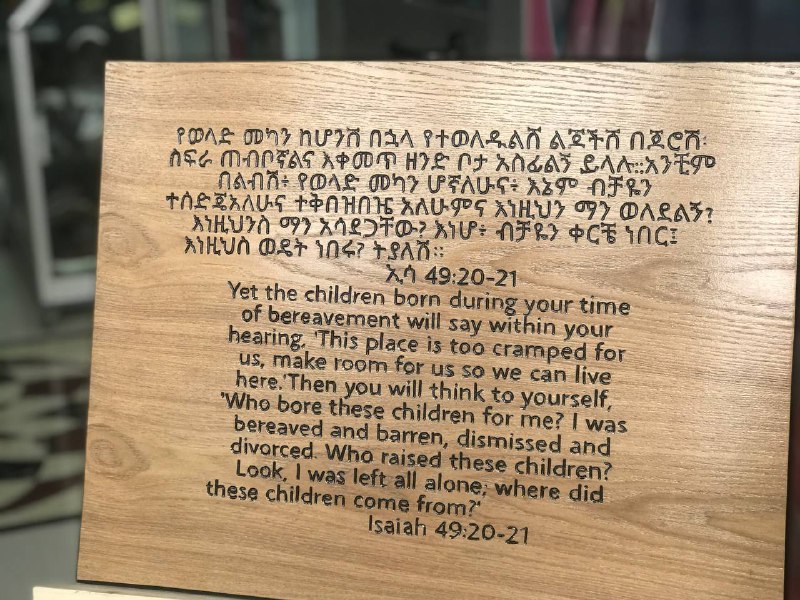 የወላድ መካን ከሆንሽ በኋላ የተወለዱልሽ ልጆችሽ በጆሮሽ፡
ስፍራ ጠብቦኛልና እቀመጥ ዘንድ ቦታ አስፊልኝ ይላሉ።አንቺም
በልብሽ፥ የወላድ መካን ሆኛለሁና፥ እኔም ብቻዬን
ተሰድጄአለሁና ተቅበዝበዤ አለሁምና እነዚህን ማን ወለደልኝ?
እነዚህንስ ማን አሳደጋቸው? እነሆ፥ ብቻዬን ቀርቼ ነበር፤
እነዚህስ ወዴት ነበሩ? ትያለሽ።
ኢሳ 49:20-21
Yet the children born during your time
of bereavement will say within your
hearing, 'This place is too cramped for
us, make room for us so we can live
here.'Then you will think to yourself,
'Who bore these children for me? I was
bereaved and barren, dismissed and
divorced. Who raised these children?
Look, I was left all alone; where did
these children come from?'
Isaiah 49:20-21